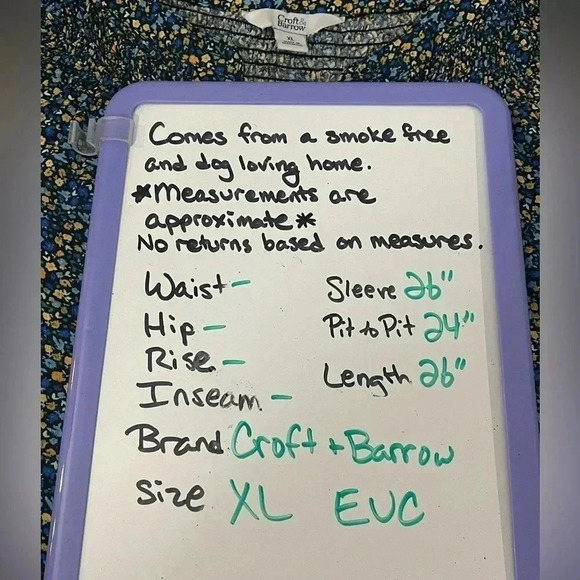 Croft &
Barrow
XL
Comes from a smoke free
and dog loving home.
*Measurements are
approximate*
No returns based on measures.
Waist -
Sleeve 26"
Hip -
Pit to Pit 24"
Rise -
Length 26"
Inseam -
Brand Croft + Barrow
Size XL EUC